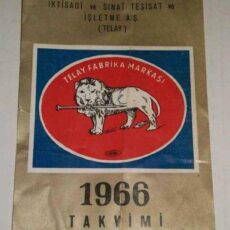 İKTİSADİ ve SINAİ TESİSAT ve
İŞLETME A.Ş.
(TELAY)
TELAY FABRİKA MARKASI
1966
TAKVİMİ